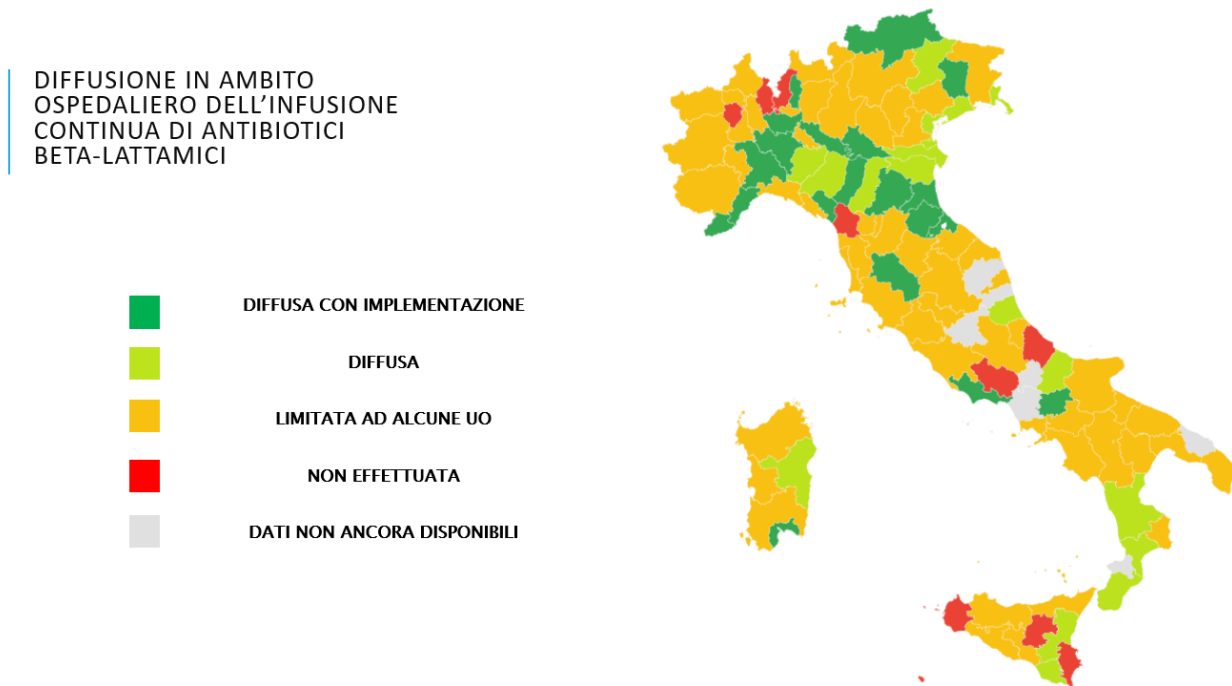 DIFFUSIONE IN AMBITO
OSPEDALIERO DELL'INFUSIONE
CONTINUA DI ANTIBIOTICI
BETA-LATTAMICI
DIFFUSA CON IMPLEMENTAZIONE
DIFFUSA
LIMITATA AD ALCUNE UO
NON EFFETTUATA
DATI NON ANCORA DISPONIBILI